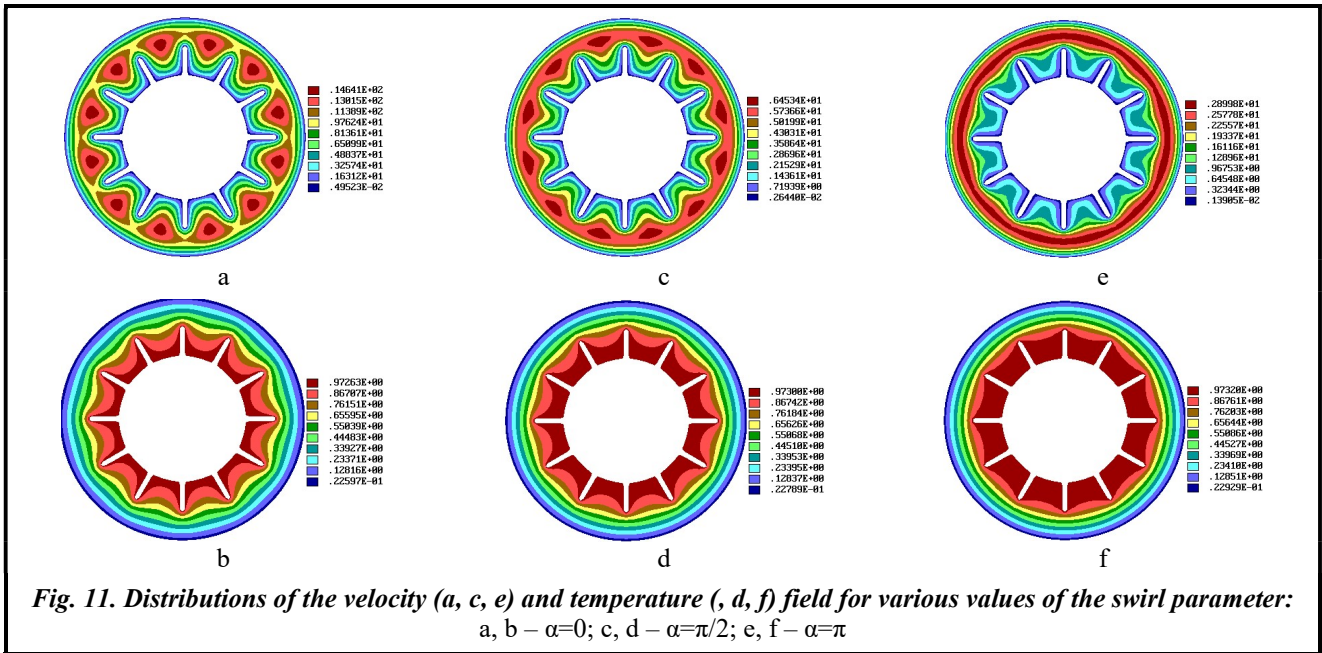 .14641E+02
.13015E+02
.11389E+02
.97624E+01
.81361E+01
.65099E+01
.48837E+01
.32574E+01
.16312E+01
.49523E-02
a
.64534E+01
.57366E+01
.50199E+01
.43031E+01
.35864E+01
.28696E+01
.21529E+01
.14361E+01
.71939E+00
.26440E-02
c
.28998E+01
.25778E+01
.22557E+01
.19337E+01
.16116E+01
.12896E+01
.96753E+00
.64548E+00
.32344E+00
.13905E-02
e
.97263E+00
.86707E+00
.76151E+00
.65595E+00
.55039E+00
.44483E+00
.33927E+00
.23371E+00
.12816E+00
.22597E-01
b
.97300E+00
.86742E+00
.76184E+00
.65626E+00
.55068E+00
.44510E+00
.33953E+00
.23395E+00
.12837E+00
.22789E-01
d
.97320E+00
.86761E+00
.76203E+00
.65644E+00
.55086E+00
.44527E+00
.33969E+00
.23410E+00
.12851E+00
.22929E-01
f
Fig. 11. Distributions of the velocity (a, c, e) and temperature (, d, f) field for various values of the swirl parameter:
a, b – α=0; c, d – α=π/2; e, f – α=π